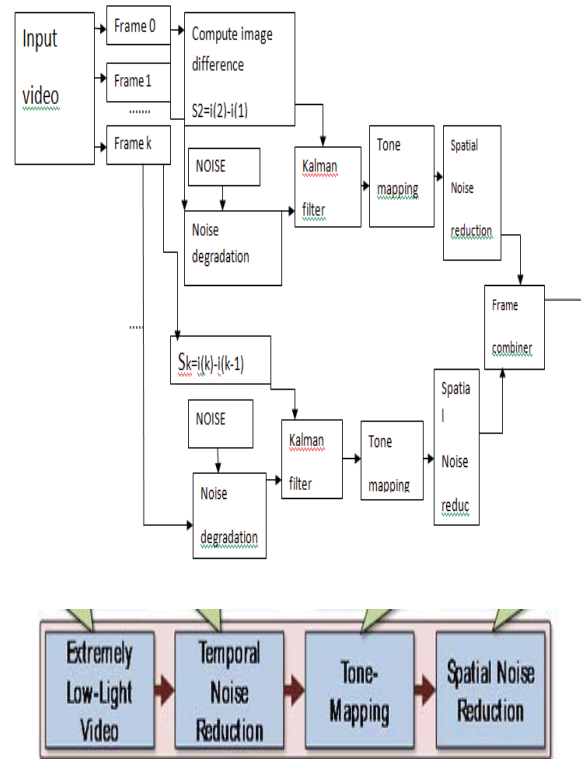 Input
video
Frame 0
Frame 1
........
Frame k
Compute image
difference
S2=i(2)-i(1)
NOISE
Noise
degradation
Kalman
filter
Tone
mapping
Spatial
Noise
reduction
Frame
combiner
.....
Sk=i(k)-i(k-1)
NOISE
Noise
degradation
Kalman
filter
Tone
mapping
Spatia
l
Noise
reduc
Extremely
Low-Light
Video
Temporal
Noise
Reduction
Tone-
Mapping
Spatial Noise
Reduction